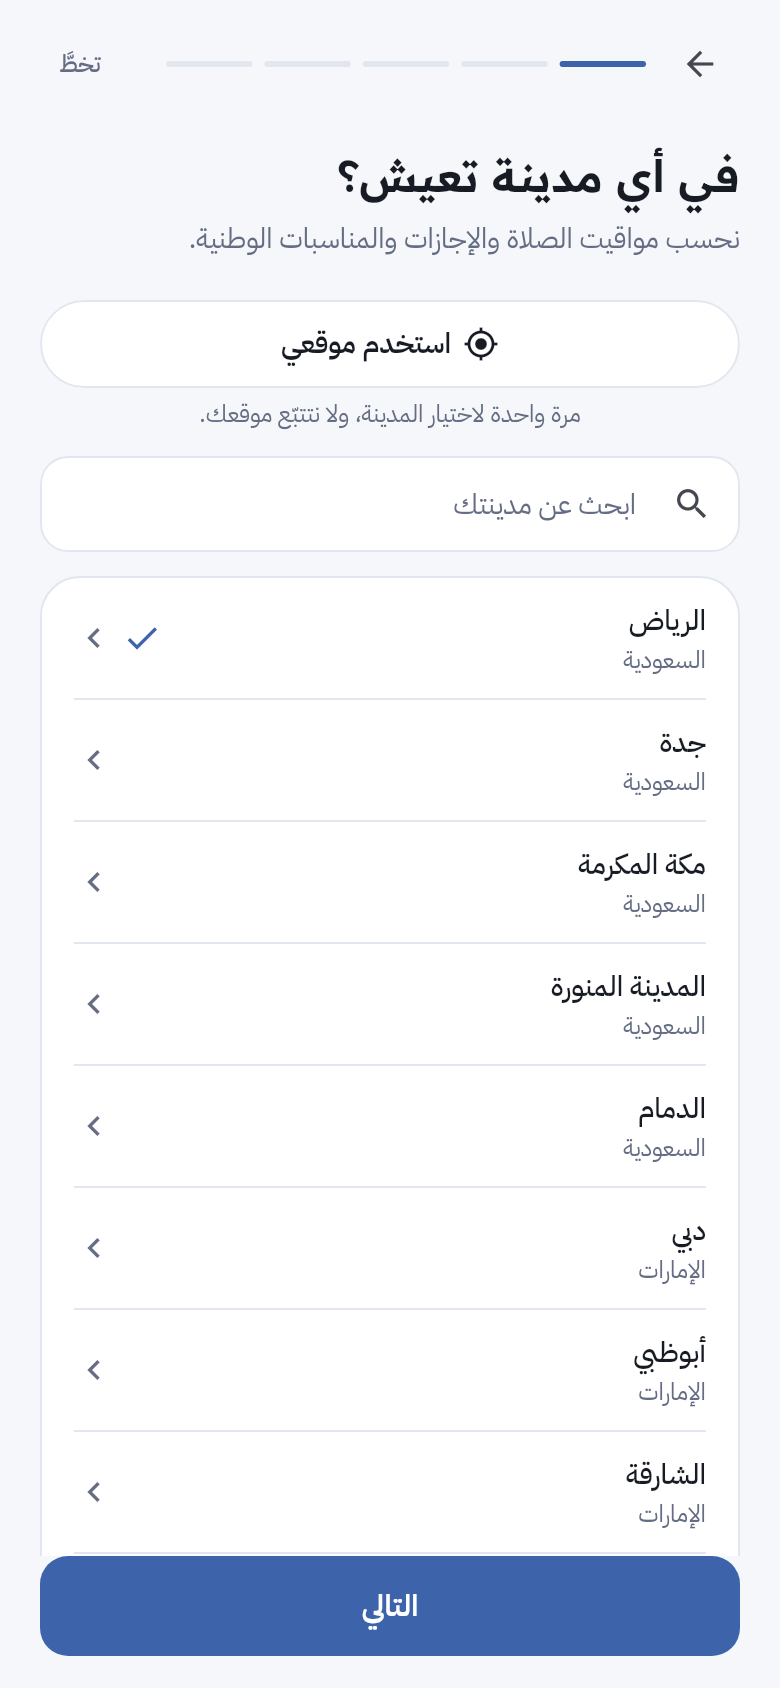 تخطَّ
في أي مدينة تعيش؟
نحسب مواقيت الصلاة والإجازات والمناسبات الوطنية.
استخدم موقعي
مرة واحدة لاختيار المدينة، ولا نتتبّع موقعك.
ابحث عن مدينتك
الرياض
السعودية
جدة
السعودية
مكة المكرمة
السعودية
المدينة المنورة
السعودية
الدمام
السعودية
دبي
الإمارات
أبوظبي
الإمارات
الشارقة
الإمارات
التالي